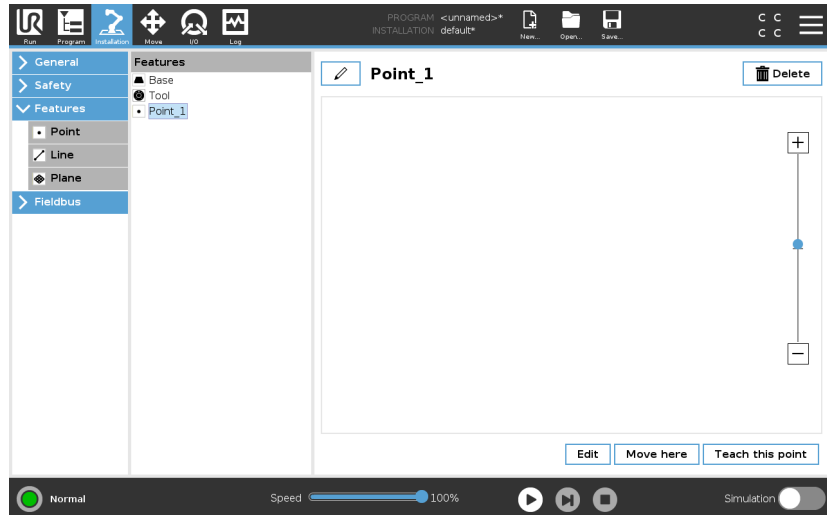 UR
PROGRAM <unnamed>*
INSTALLATION default*
C C
C C
Run Program Installation Move I/O Log New... Open... Save...
General
Safety
Features
Point
Line
Plane
Fieldbus
Features
Base
Tool
Point_1
Point_1
Delete
Edit Move here Teach this point
Normal
Speed 100%
Simulation